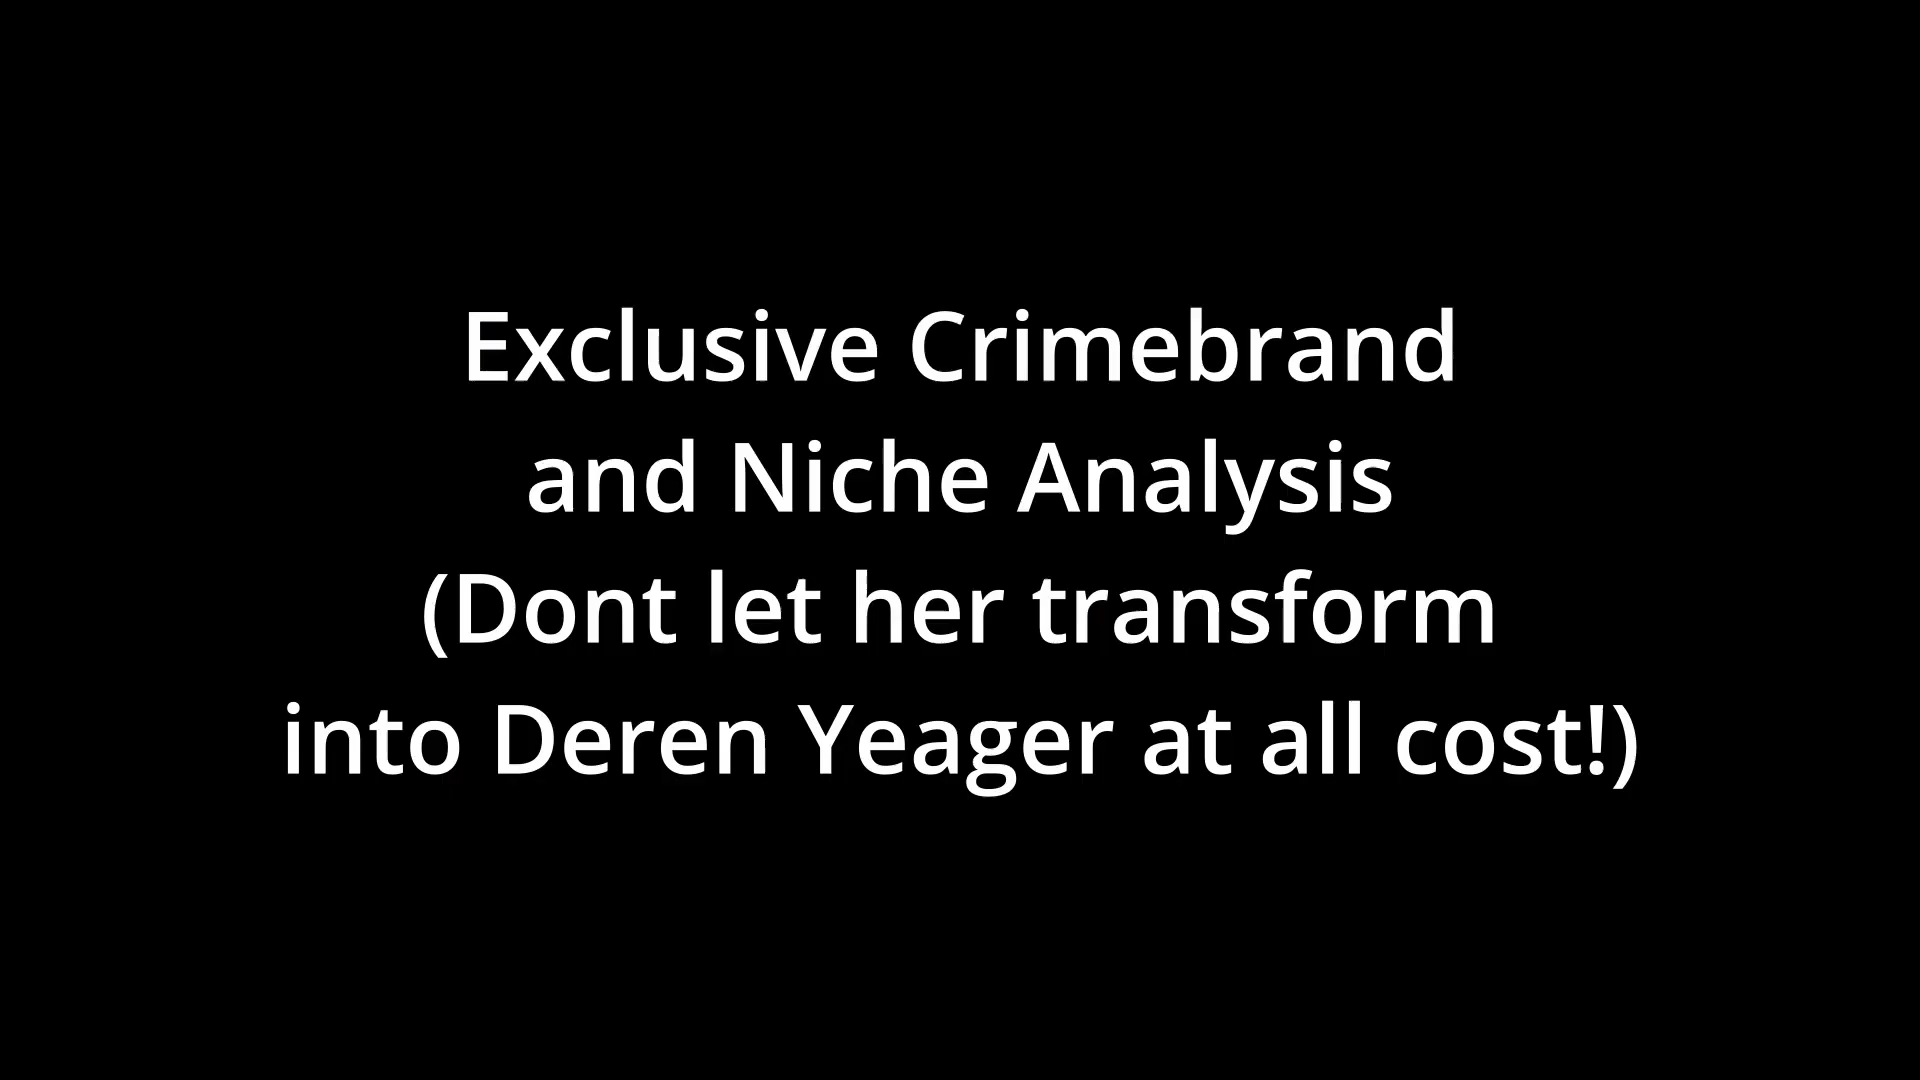 Exclusive Crimebrand
and Niche Analysis
(Dont let her transform
into Deren Yeager at all cost!)